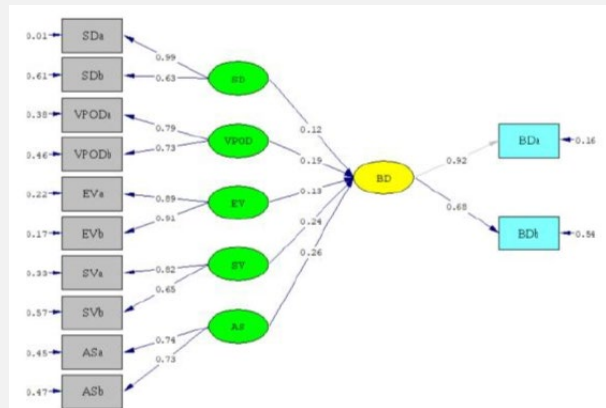 0.01 SDa
0.99
0.61 SDb
0.63
SD
0.12
0.38 VPODa
0.79
VPOD
0.19
0.46 VPODb
0.73
BD
0.92
BDa 0.16
0.22 EVa
0.89
EV
0.13
0.17 EVb
0.91
0.24
0.68
BDb 0.54
0.33 SVa
0.82
SV
0.26
0.57 SVb
0.65
0.45 ASa
0.74
AS
0.47 ASb
0.73